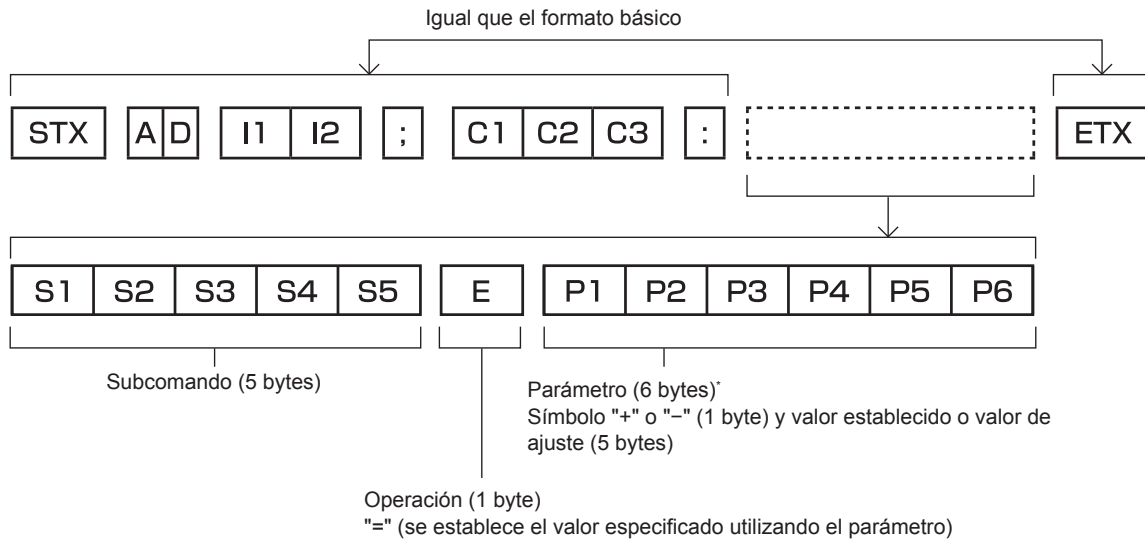 Igual que el formato básico
STX A D I1 I2 ; C1 C2 C3 : ETX
S1 S2 S3 S4 S5 E P1 P2 P3 P4 P5 P6
Subcomando (5 bytes)
Parámetro (6 bytes)*
Símbolo "+" o "−" (1 byte) y valor establecido o valor de
ajuste (5 bytes)
Operación (1 byte)
"=" (se establece el valor especificado utilizando el parámetro)